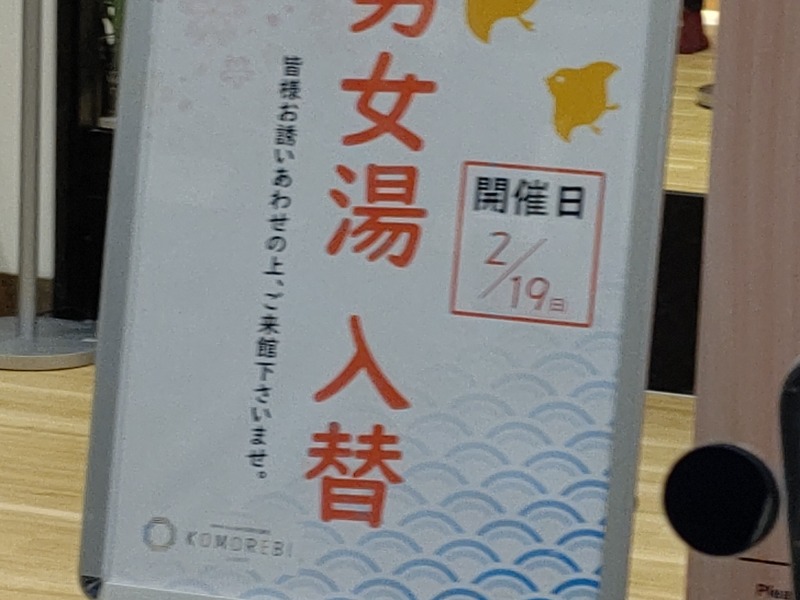 男女湯 入替
開催日
2/19日
皆様お誘いあわせの上、ご来館下さいませ。
KOMOREBI